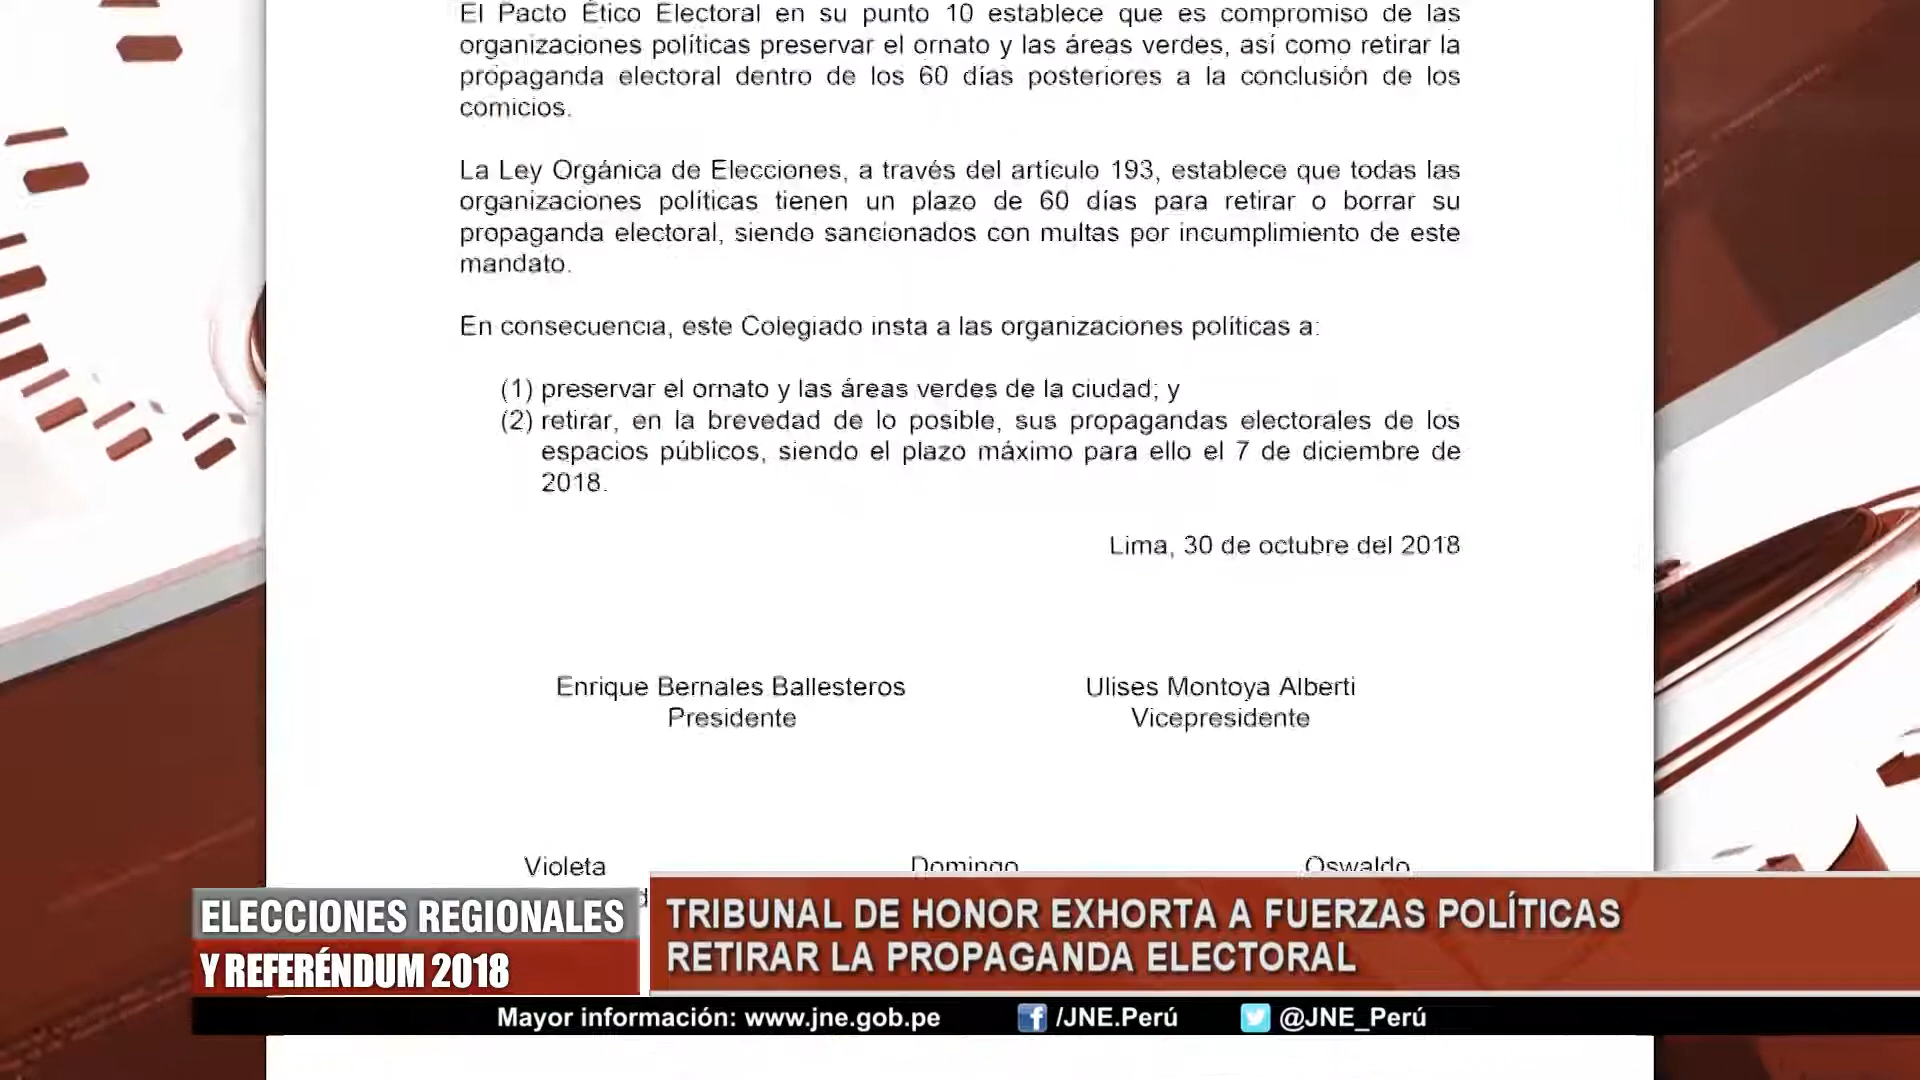 El Pacto Ético Electoral en su punto 10 establece que es compromiso de las
organizaciones políticas preservar el ornato y las áreas verdes, así como retirar la
propaganda electoral dentro de los 60 días posteriores a la conclusión de los
comicios.
La Ley Orgánica de Elecciones, a través del artículo 193, establece que todas las
organizaciones políticas tienen un plazo de 60 días para retirar o borrar su
propaganda electoral, siendo sancionados con multas por incumplimiento de este
mandato.
En consecuencia, este Colegiado insta a las organizaciones políticas a:
(1) preservar el ornato y las áreas verdes de la ciudad; y
(2) retirar, en la brevedad de lo posible, sus propagandas electorales de los
espacios públicos, siendo el plazo máximo para ello el 7 de diciembre de
2018.
Lima, 30 de octubre del 2018
Enrique Bernales Ballesteros
Presidente
Ulises Montoya Alberti
Vicepresidente
Violeta
Domingo
Oswaldo
ELECCIONES REGIONALES
Y REFERÉNDUM 2018
TRIBUNAL DE HONOR EXHORTA A FUERZAS POLÍTICAS
RETIRAR LA PROPAGANDA ELECTORAL
Mayor información: www.jne.gob.pe /JNE.Perú @JNE_Perú